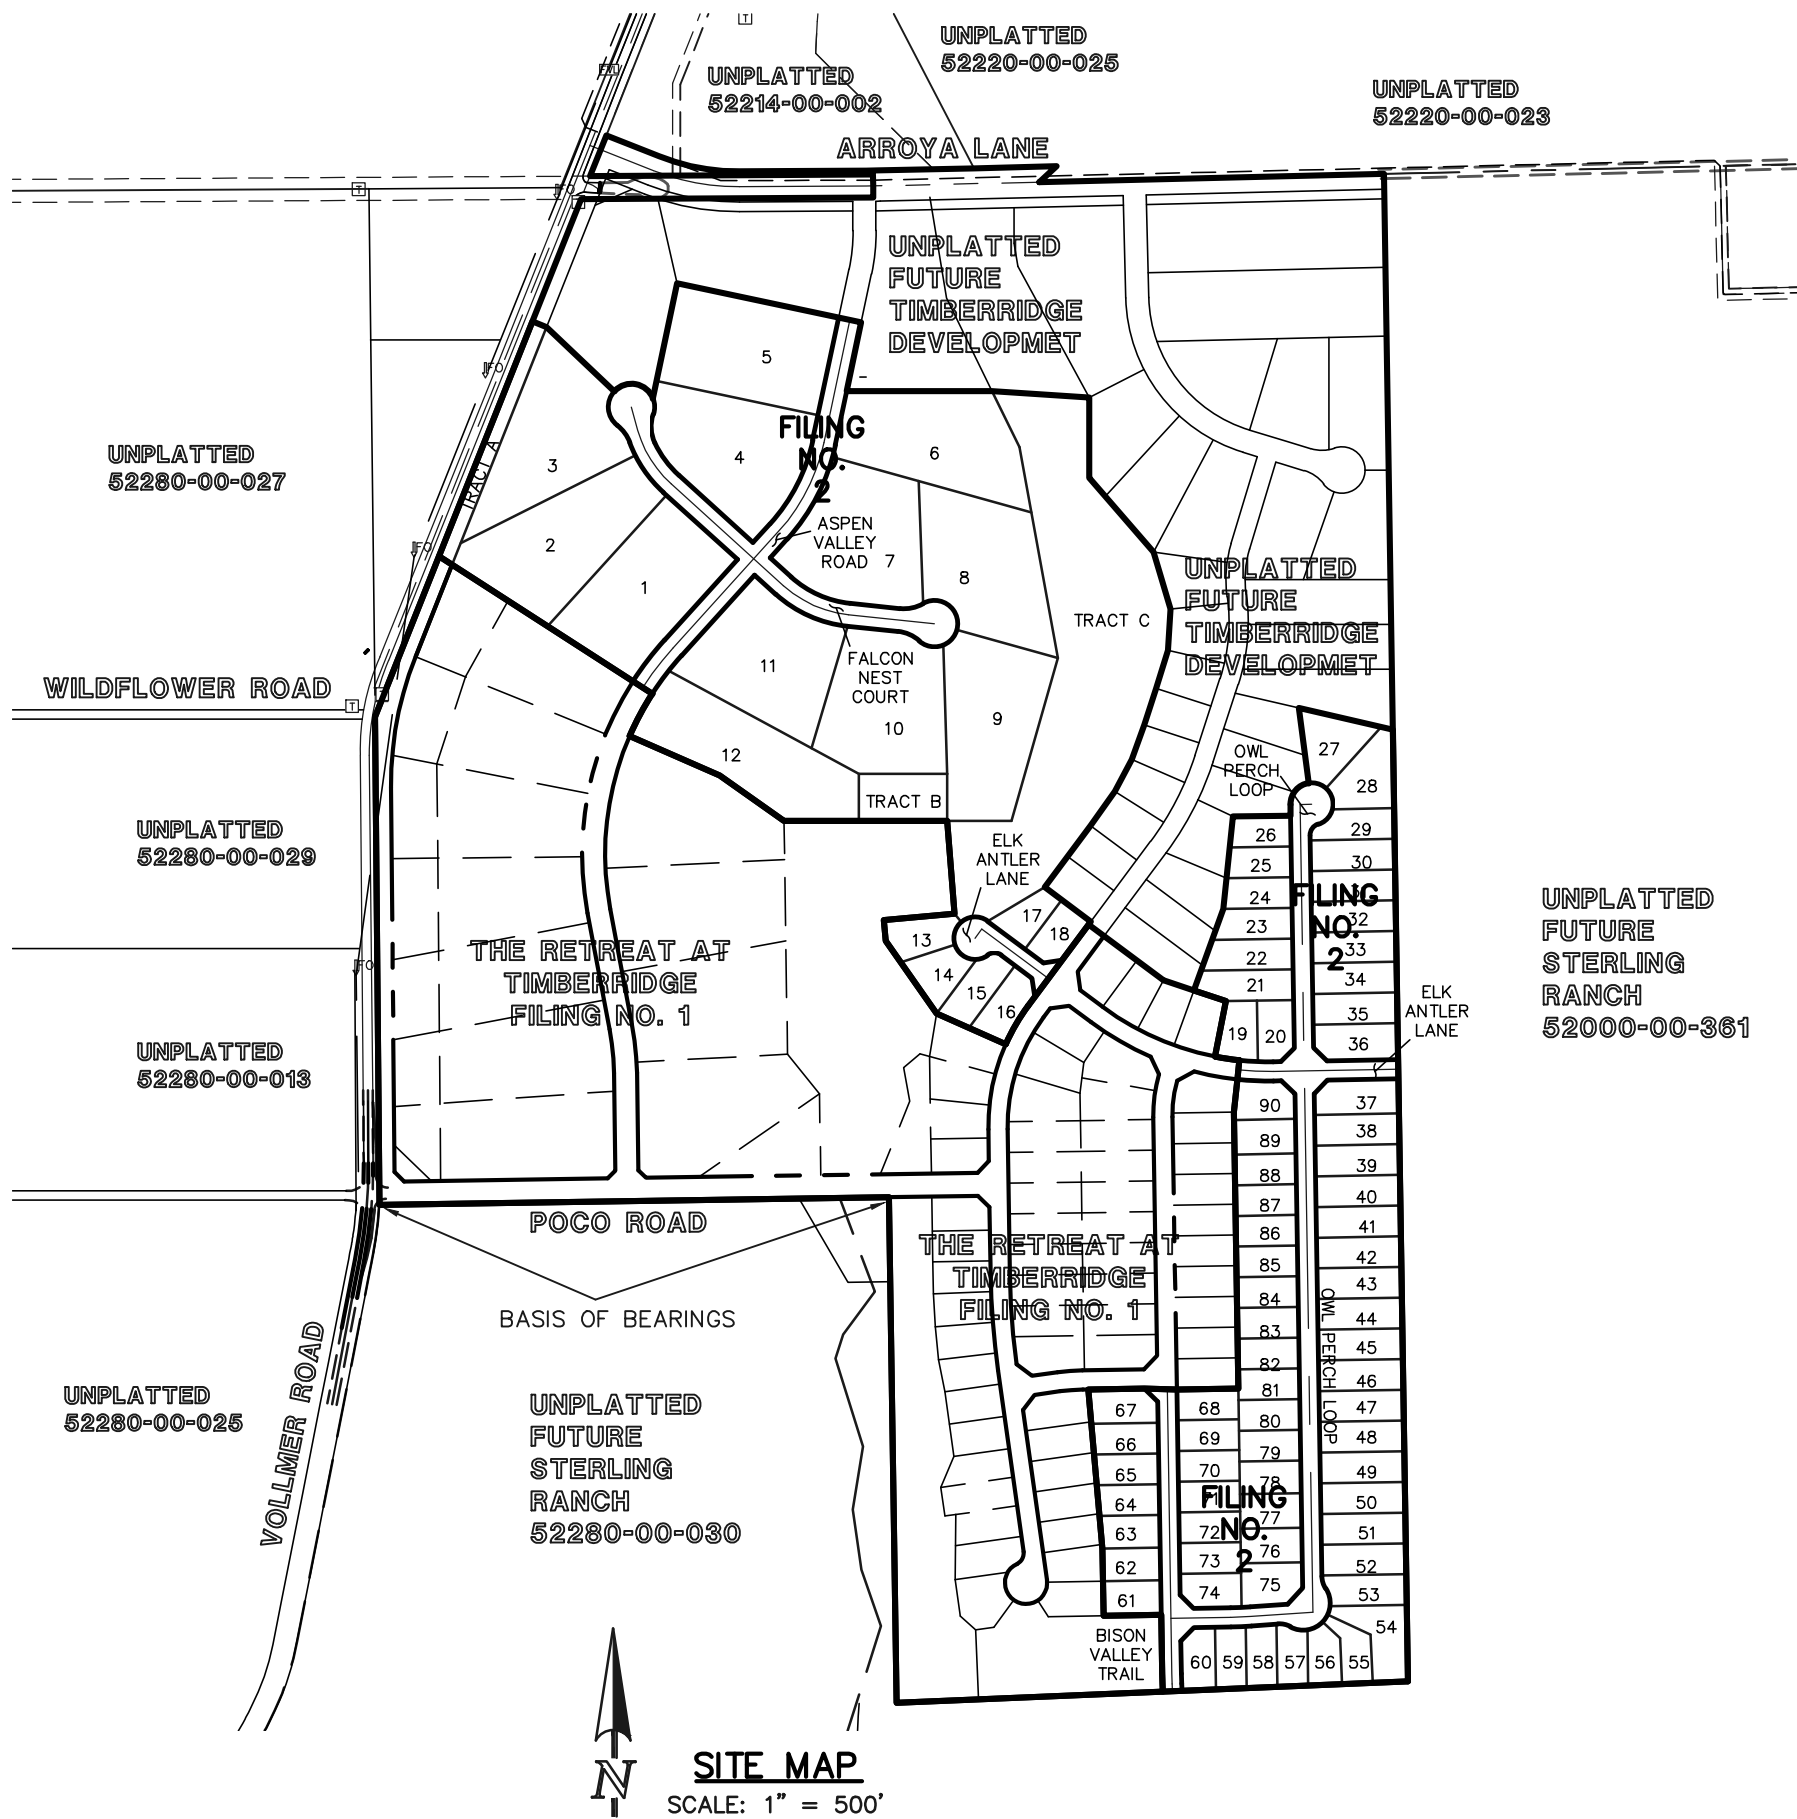 UNPLATTED
52220-00-025
UNPLATTED
52214-00-002
UNPLATTED
52220-00-023
ARROYA LANE
UNPLATTED
FUTURE
TIMBERRIDGE
DEVELOPMET
UNPLATTED
52280-00-027
TRACT A
FILING
NO.
2
5
4
3
2
1
6
7
8
9
10
11
12
ASPEN
VALLEY
ROAD
FALCON
NEST
COURT
TRACT B
TRACT C
UNPLATTED
FUTURE
TIMBERRIDGE
DEVELOPMET
WILDFLOWER ROAD
UNPLATTED
52280-00-029
UNPLATTED
52280-00-013
THE RETREAT AT
TIMBERRIDGE
FILING NO. 1
ELK
ANTLER
LANE
13
14
15
16
17
18
OWL
PERCH
LOOP
27
28
29
30
32
33
34
35
36
26
25
24
23
22
21
19
20
FILING
NO.
2
ELK
ANTLER
LANE
UNPLATTED
FUTURE
STERLING
RANCH
52000-00-361
POCO ROAD
BASIS OF BEARINGS
THE RETREAT AT
TIMBERRIDGE
FILING NO. 1
90
89
88
87
86
85
84
83
82
81
80
79
78
77
76
75
37
38
39
40
41
42
43
44
45
46
47
48
49
50
51
52
53
54
OWL PERCH LOOP
67
66
65
64
63
62
61
68
69
70
71
72
73
74
FILING
NO.
2
60
59
58
57
56
55
BISON
VALLEY
TRAIL
UNPLATTED
52280-00-025
VOLLMER ROAD
UNPLATTED
FUTURE
STERLING
RANCH
52280-00-030
N
SITE MAP
SCALE: 1" = 500'